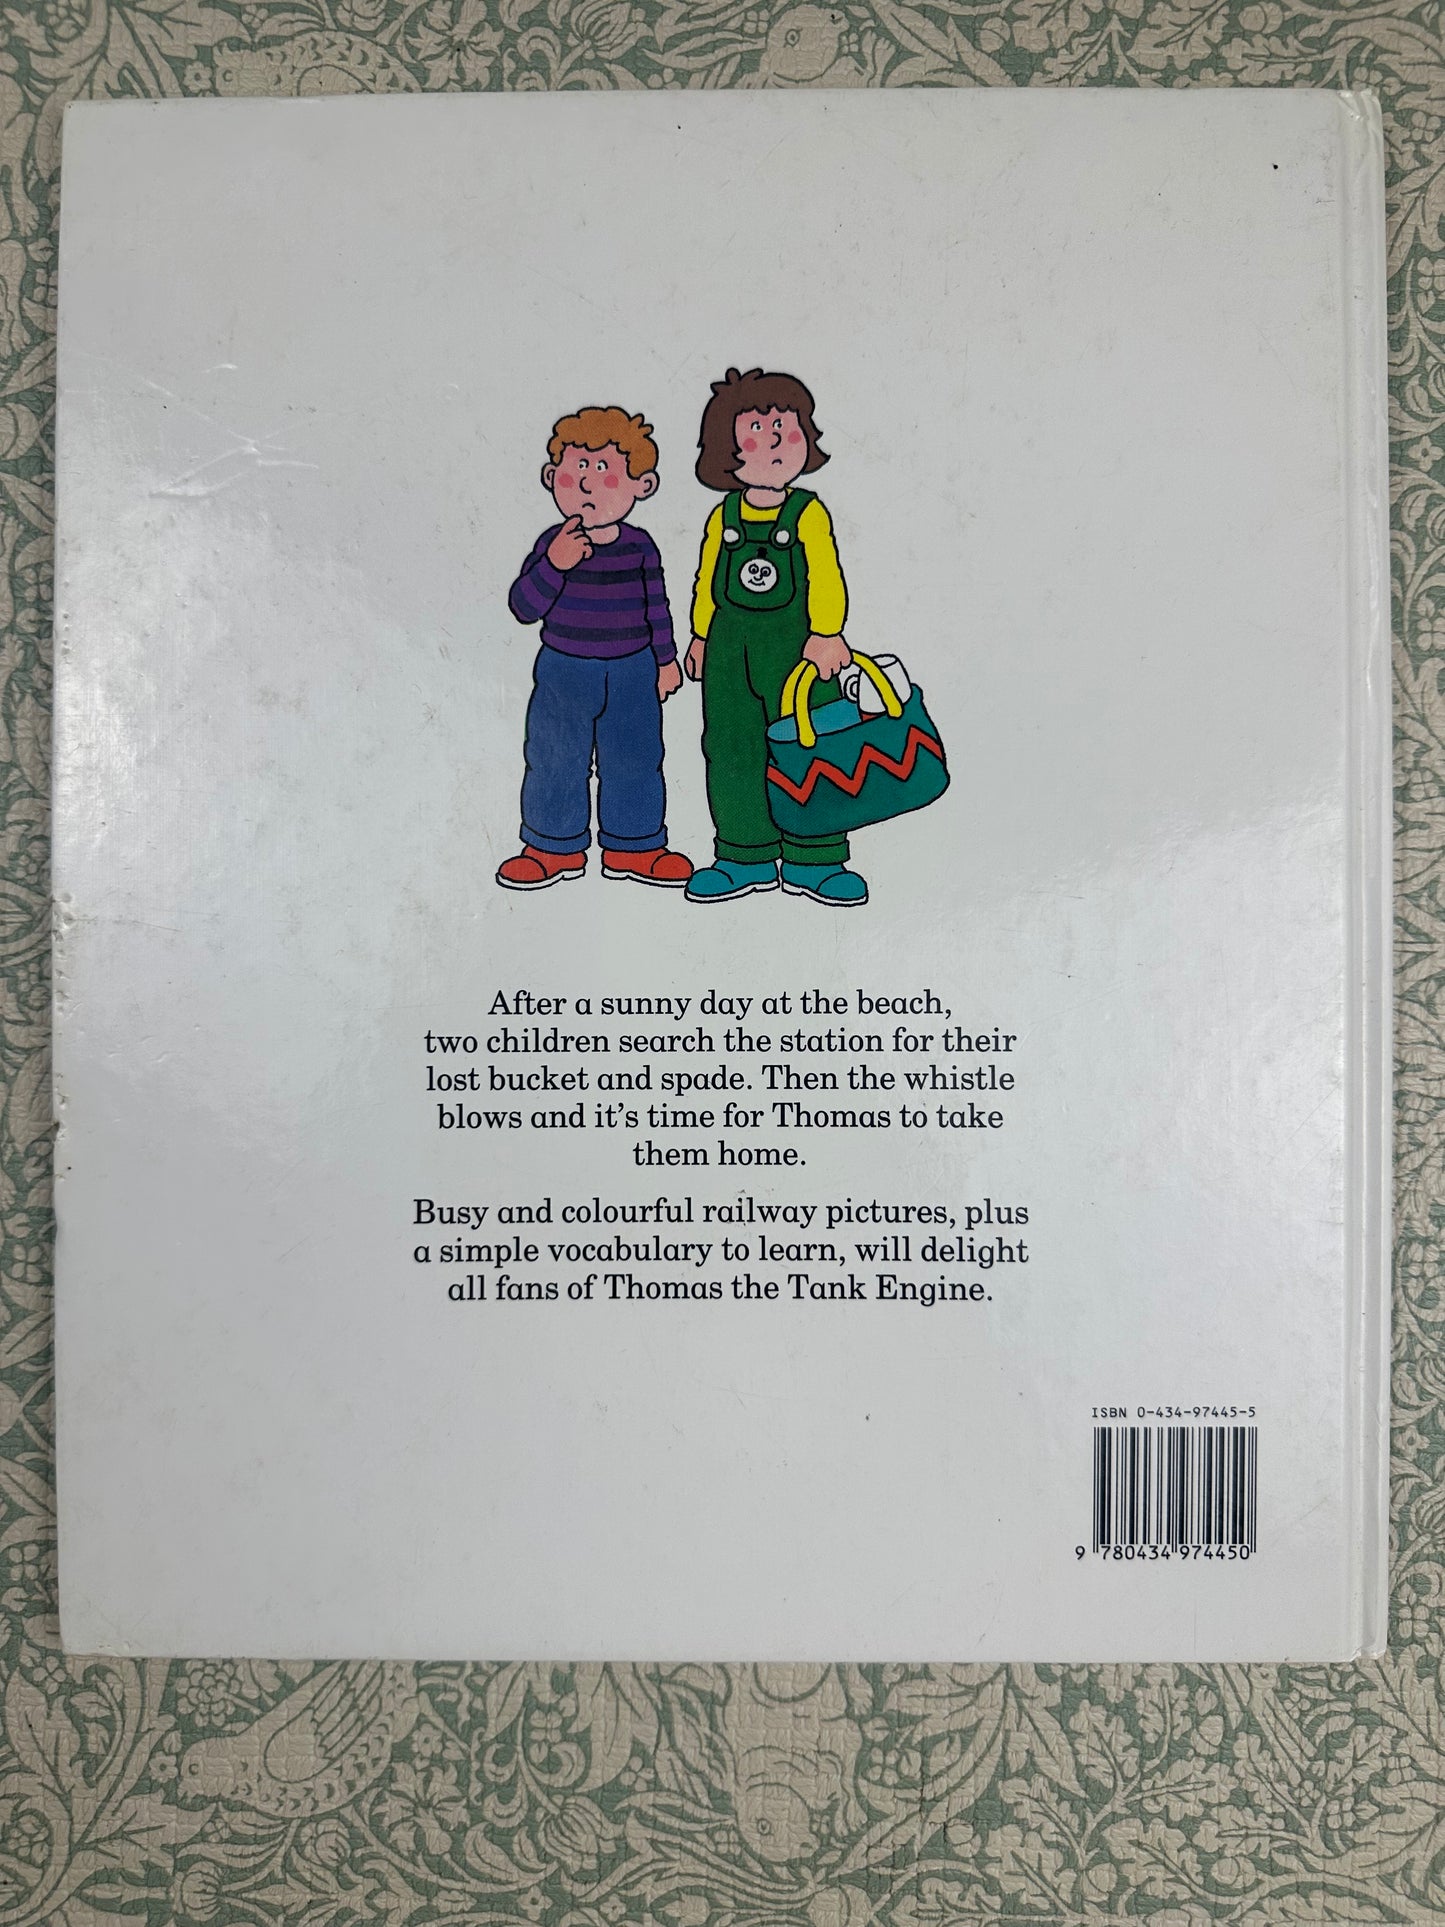 After a sunny day at the beach,
two children search the station for their
lost bucket and spade. Then the whistle
blows and it's time for Thomas to take
them home.
Busy and colourful railway pictures, plus
a simple vocabulary to learn, will delight
all fans of Thomas the Tank Engine.
ISBN 0-434-97445-5
9 780434 974450